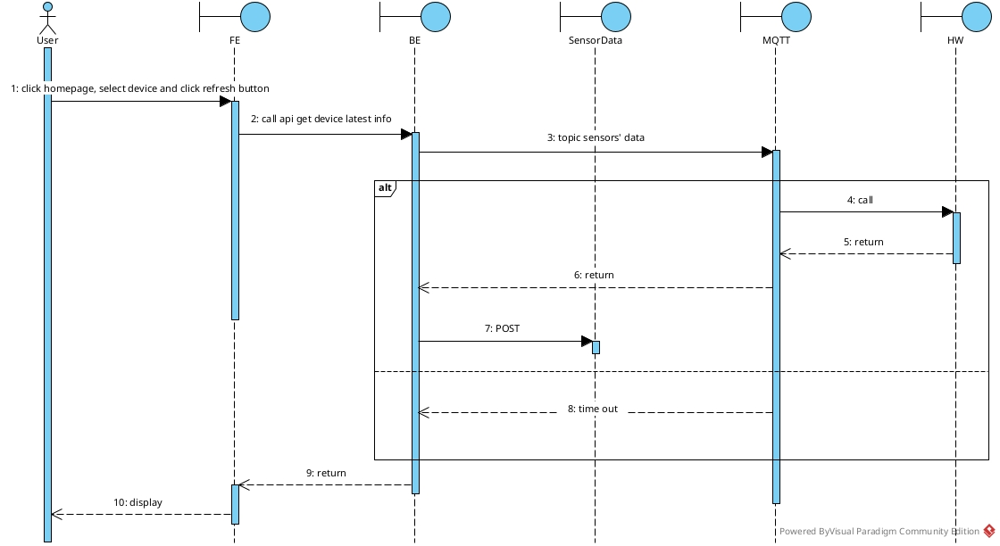 User
FE
BE
SensorData
MQTT
HW
1: click homepage, select device and click refresh button
2: call api get device latest info
3: topic sensors' data
alt
4: call
5: return
6: return
7: POST
8: time out
9: return
10: display
Powered ByVisual Paradigm Community Edition